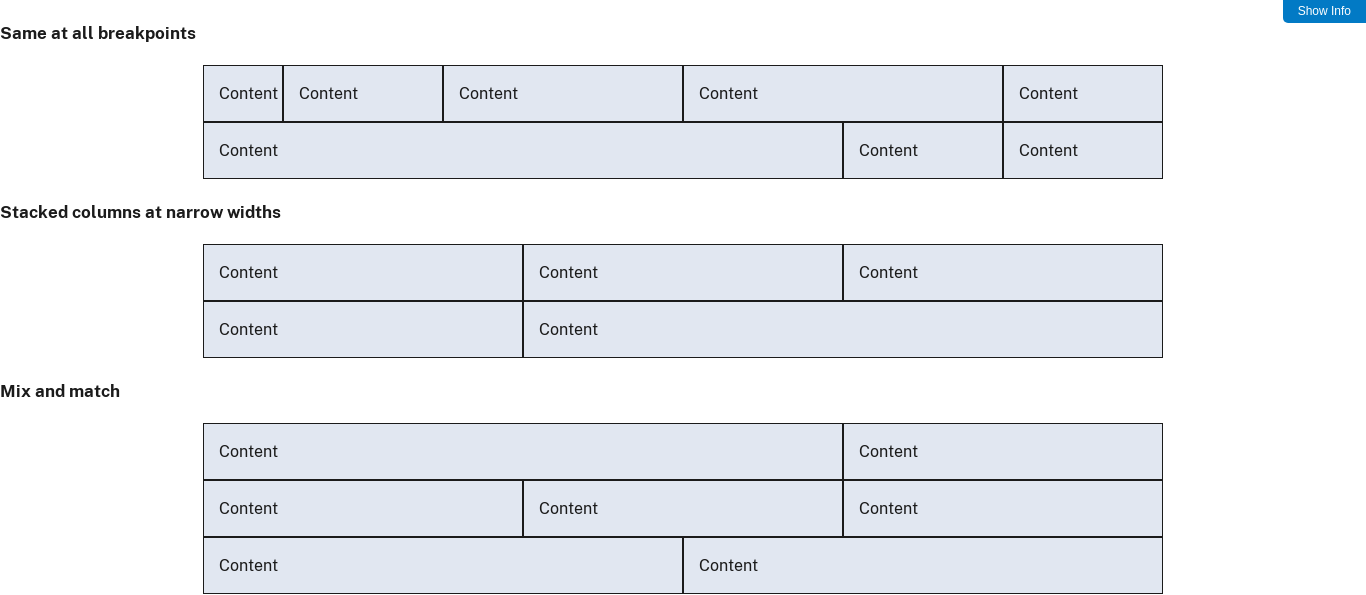 Show Info
Same at all breakpoints
Content Content Content Content Content
Content Content Content
Stacked columns at narrow widths
Content Content Content
Content Content
Mix and match
Content Content
Content Content Content
Content Content